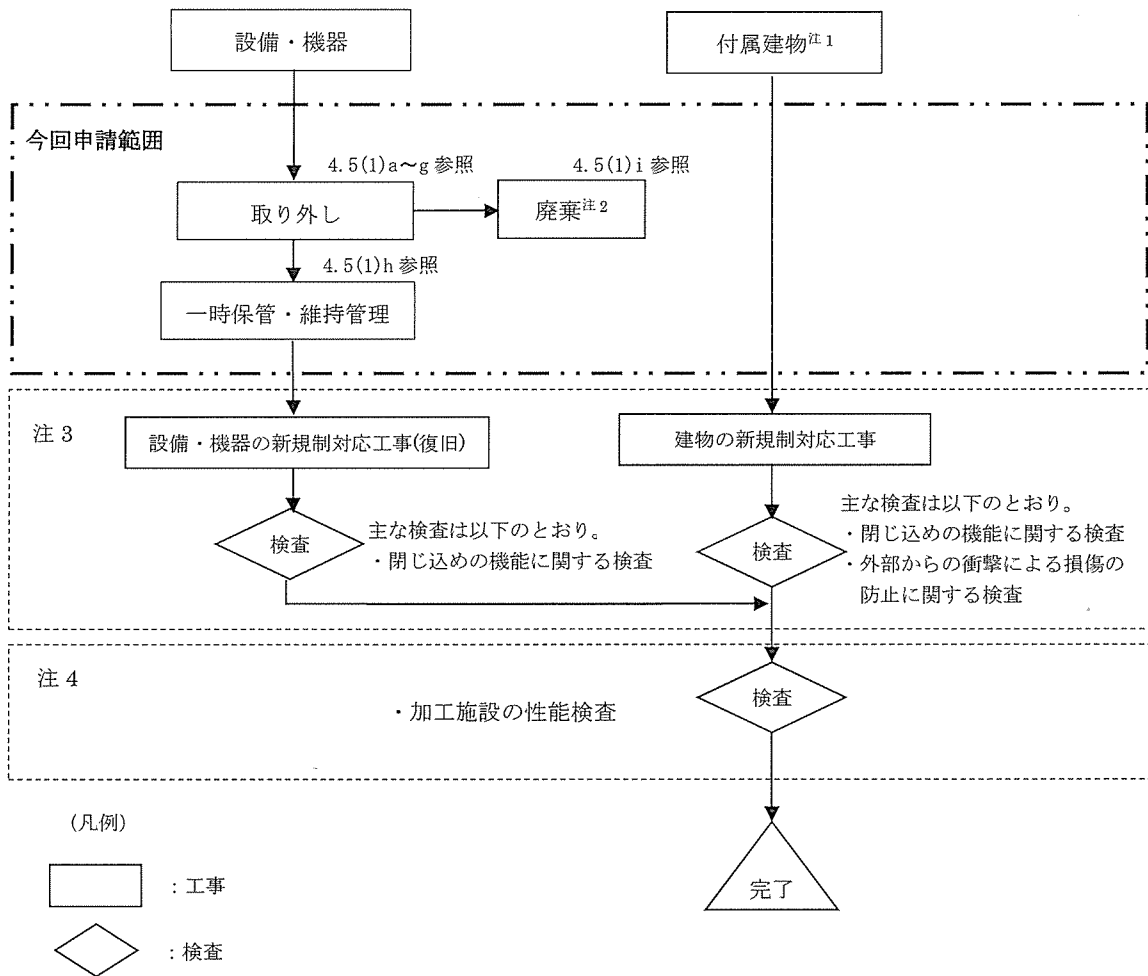 設備・機器
付属建物注1
今回申請範囲
4.5(1)a～g 参照
4.5(1)i 参照
取り外し
廃棄注2
4.5(1)h 参照
一時保管・維持管理
注 3
設備・機器の新規制対応工事(復旧)
建物の新規制対応工事
検査
主な検査は以下のとおり。
・閉じ込めの機能に関する検査
検査
主な検査は以下のとおり。
・閉じ込めの機能に関する検査
・外部からの衝撃による損傷の
防止に関する検査
注 4
・加工施設の性能検査
検査
完了
(凡例)
：工事
：検査